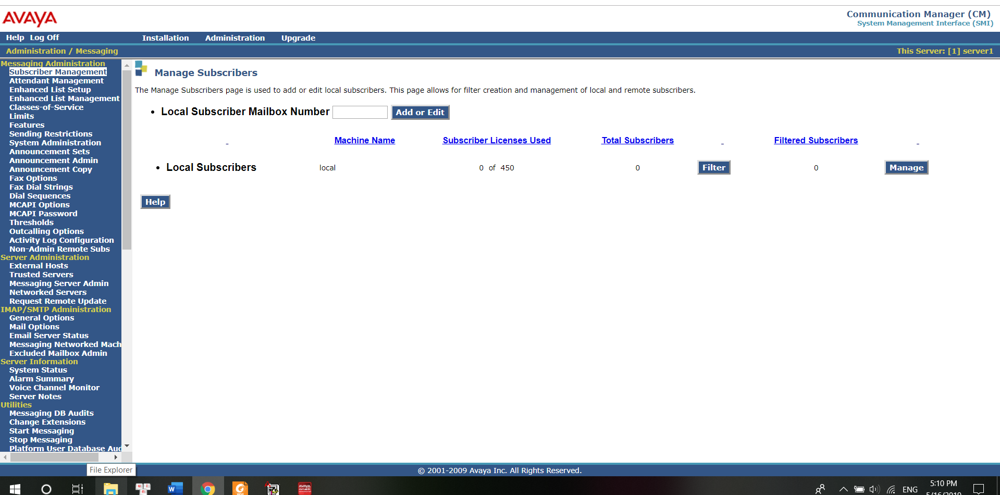 AVAYA
Communication Manager (CM)
System Management Interface (SMI)
Help Log Off Installation Administration Upgrade
Administration / Messaging This Server: [1] server1
Messaging Administration
Subscriber Management
Attendant Management
Enhanced List Setup
Enhanced List Management
Classes-of-Service
Limits
Features
Sending Restrictions
System Administration
Announcement Sets
Announcement Admin
Announcement Copy
Fax Options
Fax Dial Strings
Dial Sequences
MCAPI Options
MCAPI Password
Thresholds
Outcalling Options
Activity Log Configuration
Non-Admin Remote Subs
Server Administration
External Hosts
Trusted Servers
Messaging Server Admin
Networked Servers
Request Remote Update
IMAP/SMTP Administration
General Options
Mail Options
Email Server Status
Messaging Networked Mach
Excluded Mailbox Admin
Server Information
System Status
Alarm Summary
Voice Channel Monitor
Server Notes
Utilities
Messaging DB Audits
Change Extensions
Start Messaging
Stop Messaging
Platform User Database Aud
Manage Subscribers
The Manage Subscribers page is used to add or edit local subscribers. This page allows for filter creation and management of local and remote subscribers.
• Local Subscriber Mailbox Number Add or Edit
Machine Name Subscriber Licenses Used Total Subscribers Filtered Subscribers
• Local Subscribers local 0 of 450 0 Filter 0 Manage
Help
File Explorer
© 2001-2009 Avaya Inc. All Rights Reserved.
ENG
5:10 PM
5/16/2019